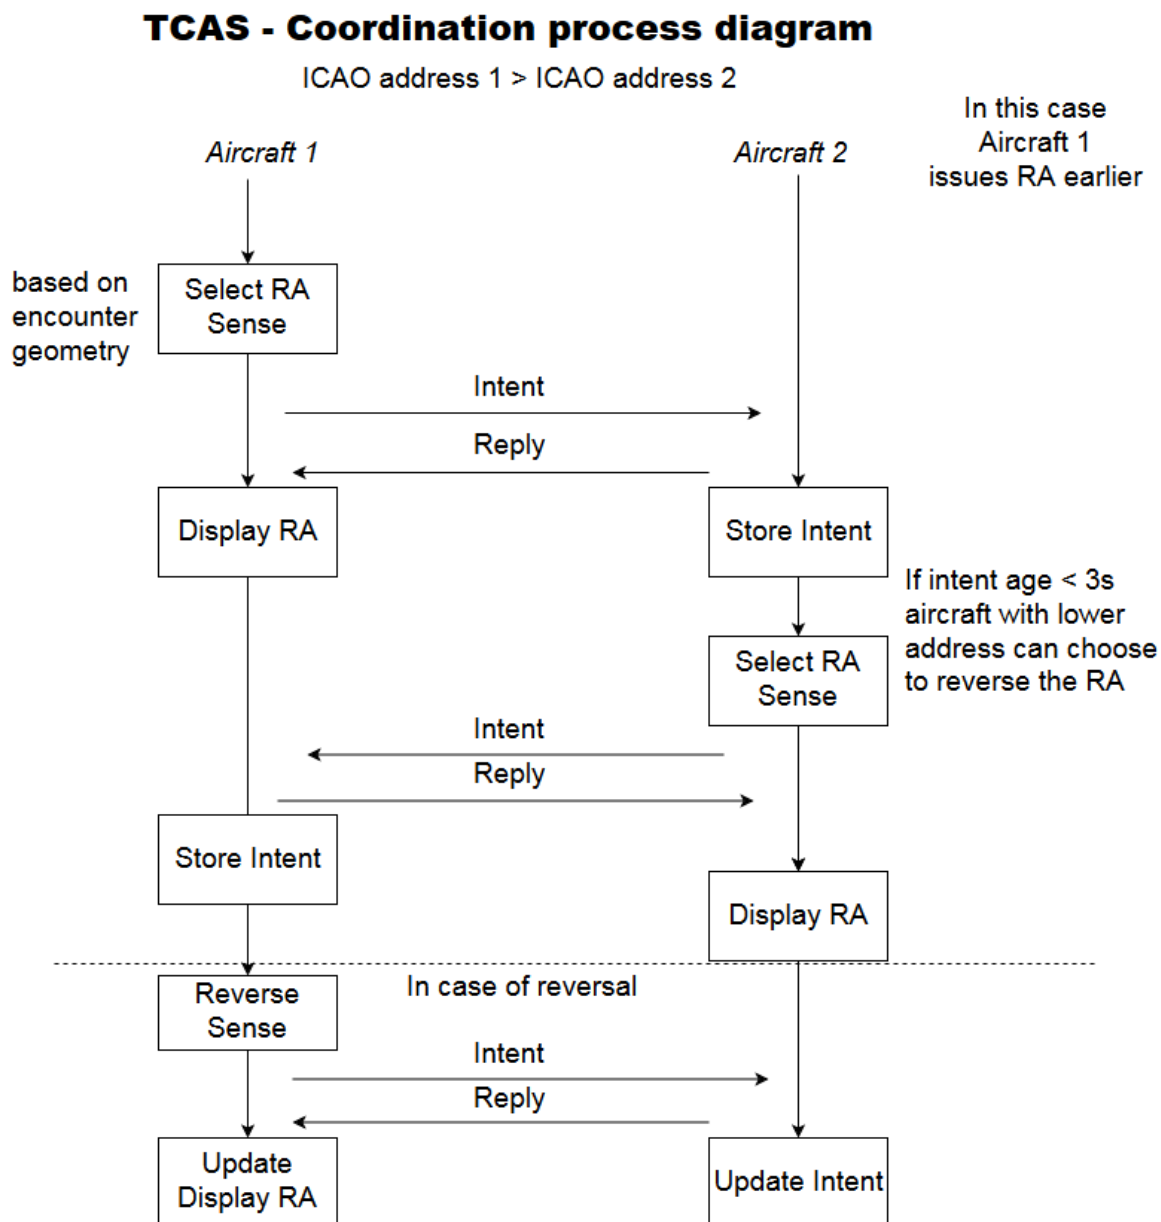 TCAS - Coordination process diagram
ICAO address 1 > ICAO address 2
In this case
Aircraft 1
issues RA earlier
Aircraft 1
Aircraft 2
based on
encounter
geometry
Select RA
Sense
Intent
Reply
Display RA
Store Intent
If intent age < 3s
aircraft with lower
address can choose
to reverse the RA
Select RA
Sense
Intent
Reply
Store Intent
Display RA
In case of reversal
Reverse
Sense
Intent
Reply
Update
Display RA
Update Intent